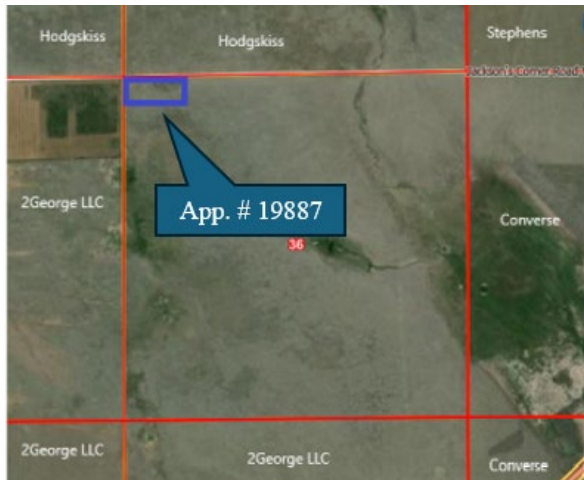 Hodgskiss
Hodgskiss
Stephens
Jackson's Corner Road
2George LLC
App. # 19887
Converse
36
2George LLC
2George LLC
Converse